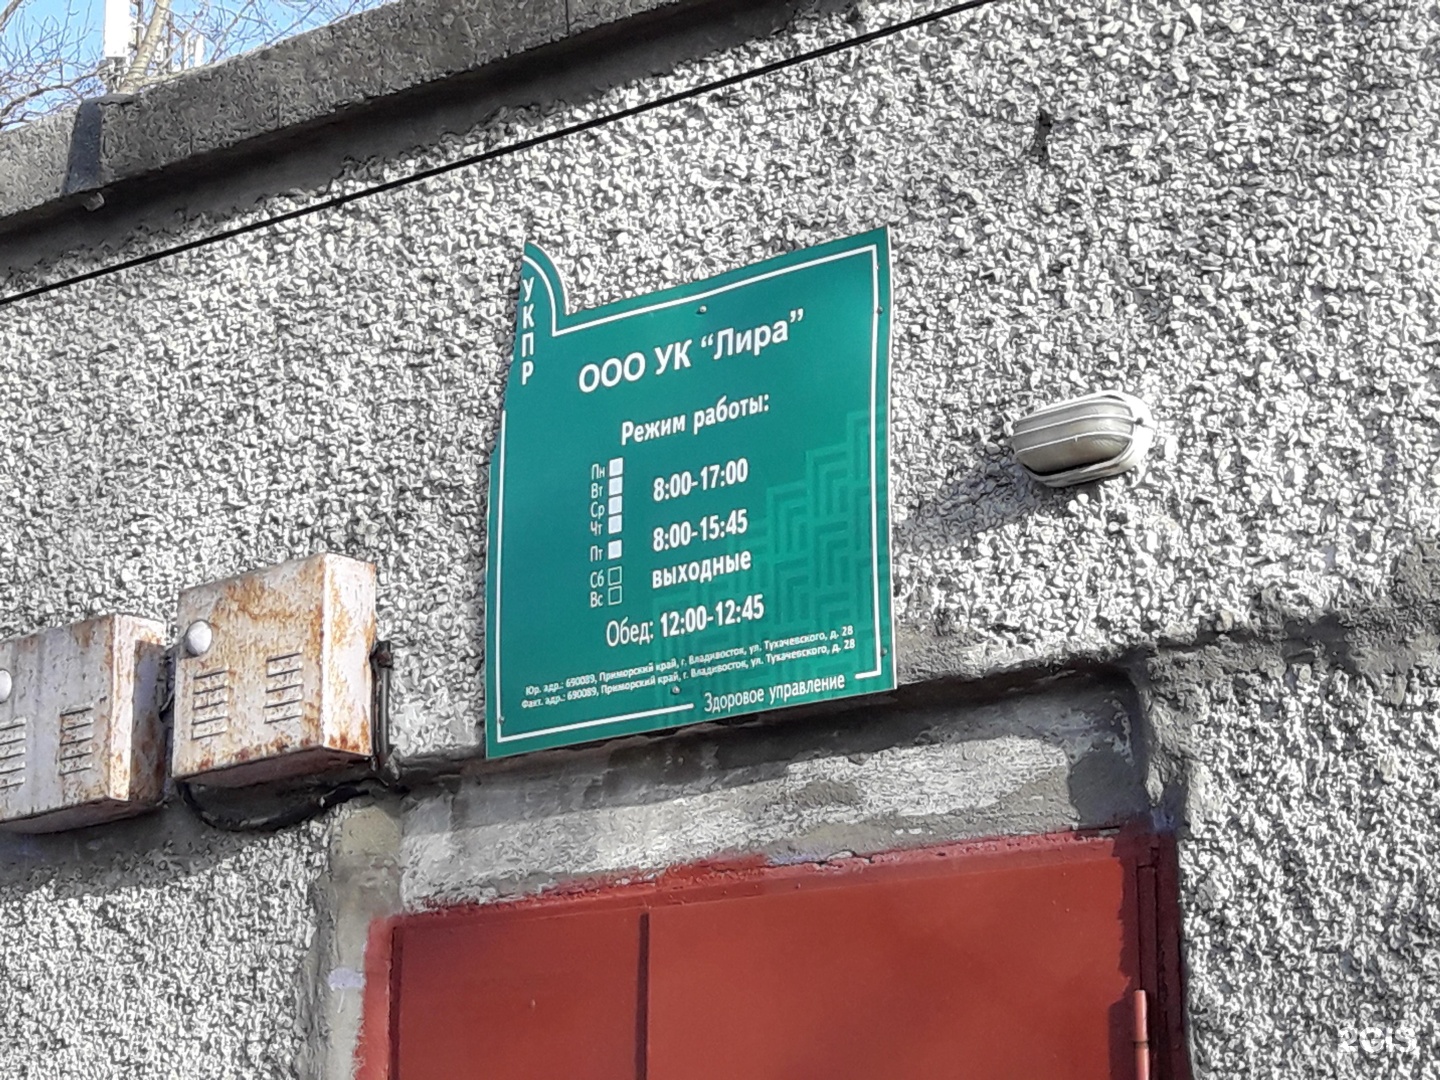 УКПР
ООО УК “Лира”
Режим работы:
Пн
Вт 8:00-17:00
Ср
Чт
Пт 8:00-15:45
Сб выходные
Вс
Обед: 12:00-12:45
Юр. адр.: 690089, Приморский край, г. Владивосток, ул. Тухачевского, д. 28
Факт. адр.: 690089, Приморский край, г. Владивосток, ул. Тухачевского, д. 28
Здоровое управление
2GIS